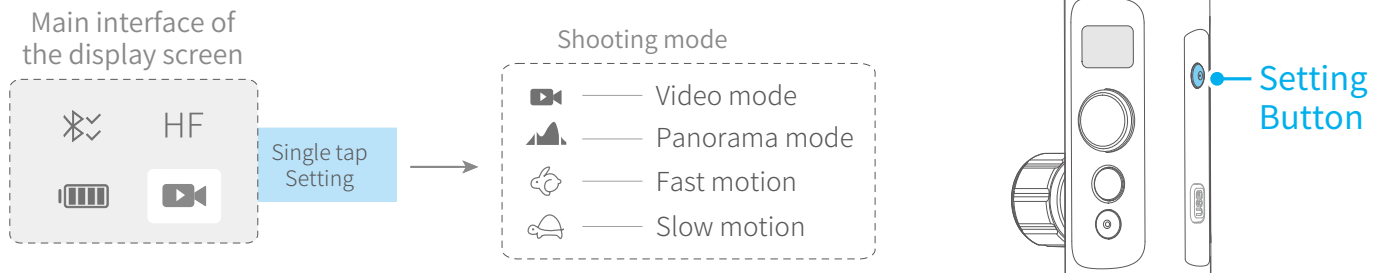 Main interface of
the display screen
HF
Single tap
Setting
Shooting mode
Video mode
Panorama mode
Fast motion
Slow motion
Setting
Button
USB